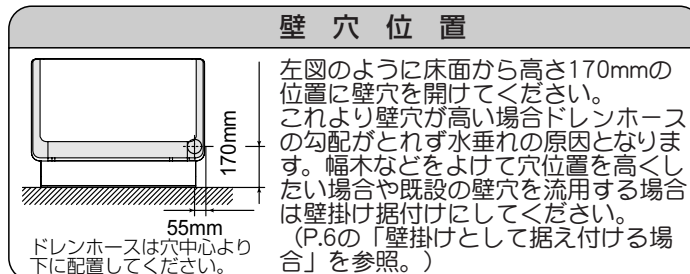 壁穴位置
170mm
55mm
ドレンホースは穴中心より
下に配置してください。
左図のように床面から高さ170mmの
位置に壁穴を開けてください。
これより壁穴が高い場合ドレンホース
の勾配がとれず水垂れの原因となりま
す。幅木などをよけて穴位置を高くし
たい場合や既設の壁穴を流用する場合
は壁掛け据付けにしてください。
（P.6の「壁掛けとして据え付ける場
合」を参照。）